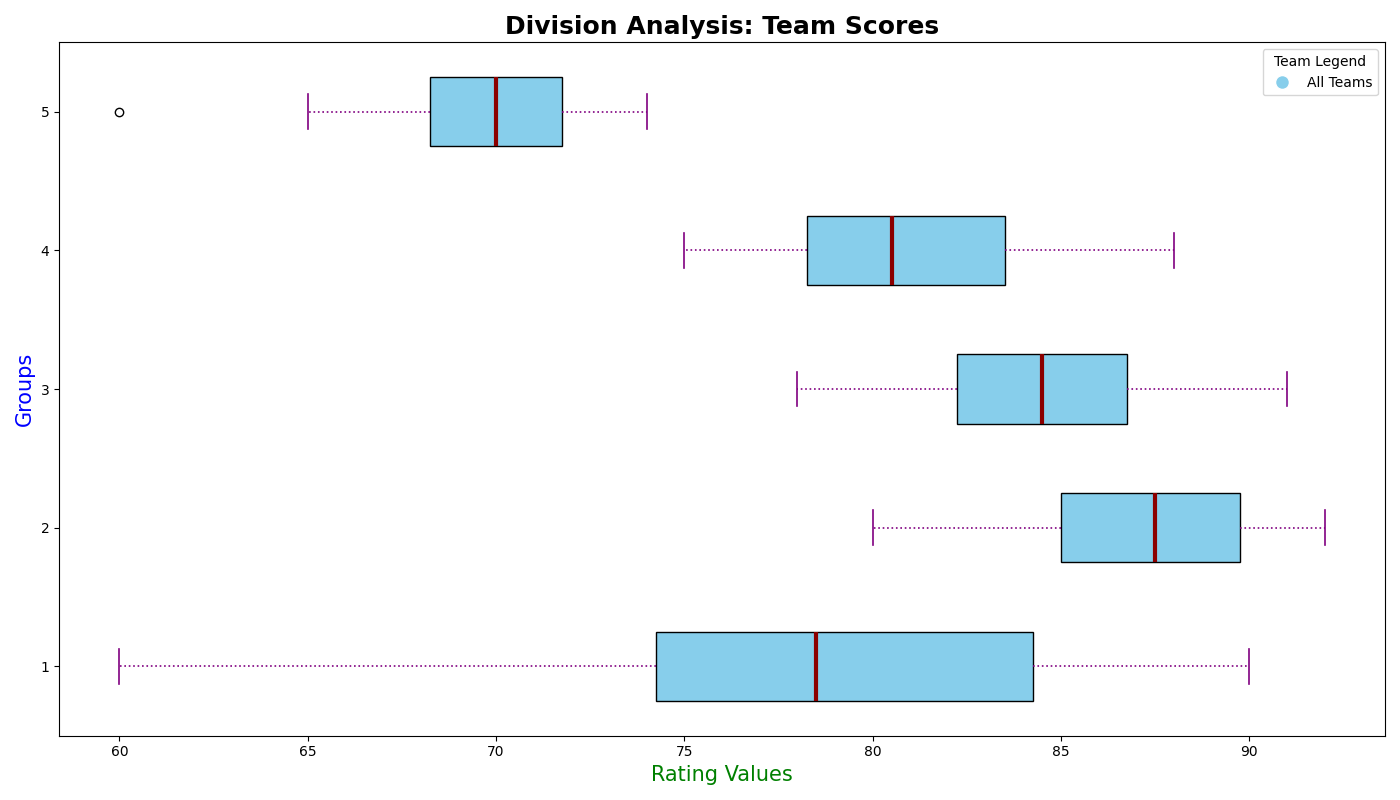 Division Analysis: Team Scores
Team Legend
All Teams
5
4
3
2
1
Groups
60 65 70 75 80 85 90
Rating Values